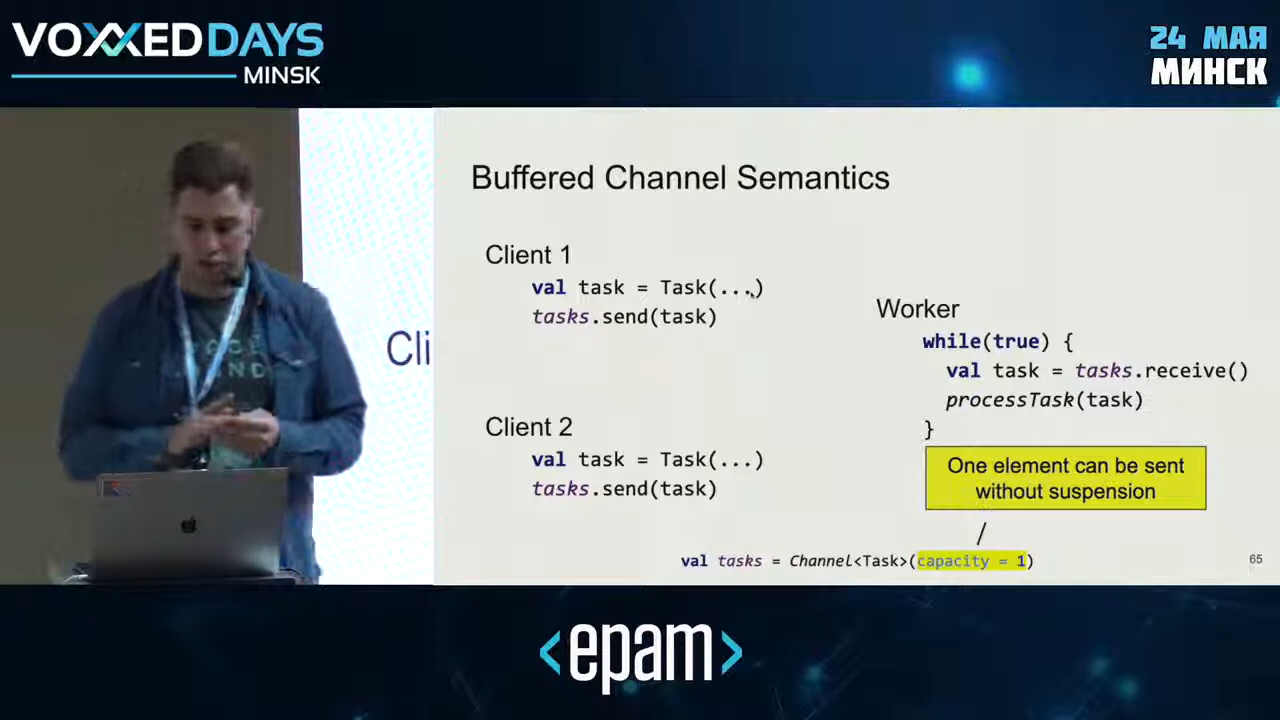 VOXXED DAYS
MINSK
24 МАЯ
МИНСК
Cli
Buffered Channel Semantics
Client 1
val task = Task(...)
tasks.send(task)
Client 2
val task = Task(...)
tasks.send(task)
Worker
while(true) {
val task = tasks.receive()
processTask(task)
}
One element can be sent
without suspension
val tasks = Channel<Task>(capacity = 1)
65
<epam>